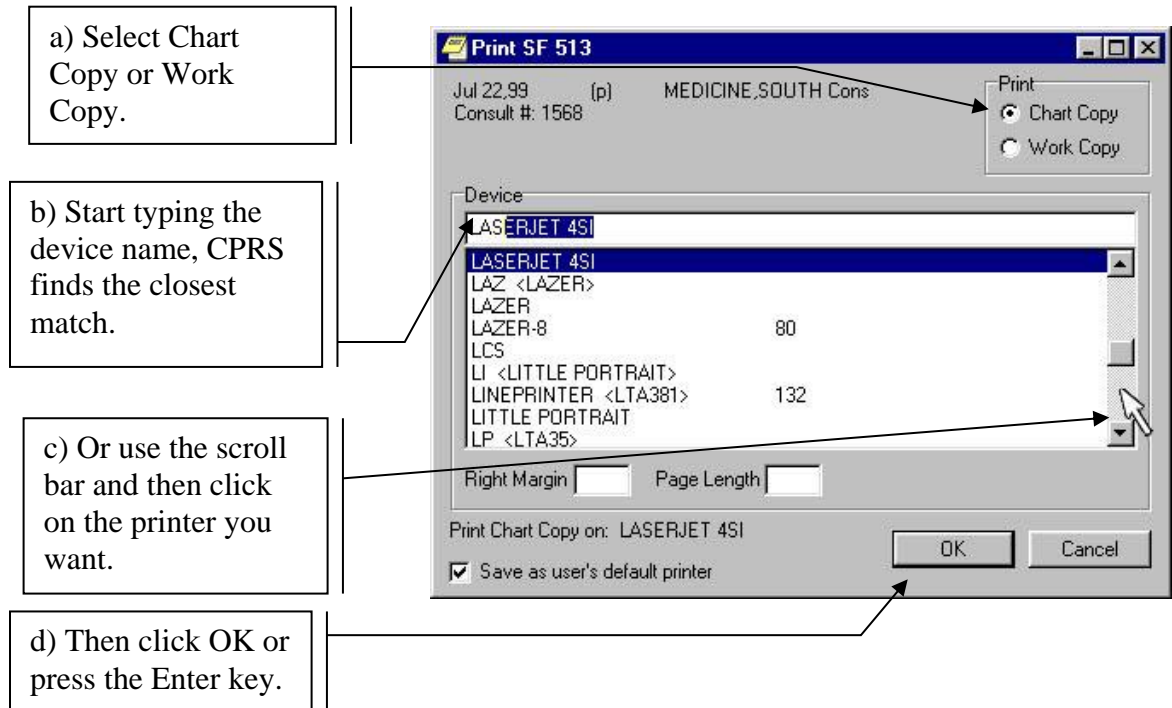 a) Select Chart
Copy or Work
Copy.
b) Start typing the
device name, CPRS
finds the closest
match.
c) Or use the scroll
bar and then click
on the printer you
want.
d) Then click OK or
press the Enter key.
Print SF 513
Jul 22,99 (p) MEDICINE,SOUTH Cons
Consult #: 1568
Print
Chart Copy
Work Copy
Device
LASERJET 4SI
LASERJET 4SI
LAZ <LAZER>
LAZER
LAZER-8 80
LCS
LI <LITTLE PORTRAIT>
LINEPRINTER <LTA381> 132
LITTLE PORTRAIT
LP <LTA35>
Right Margin Page Length
Print Chart Copy on: LASERJET 4SI
Save as user's default printer
OK Cancel